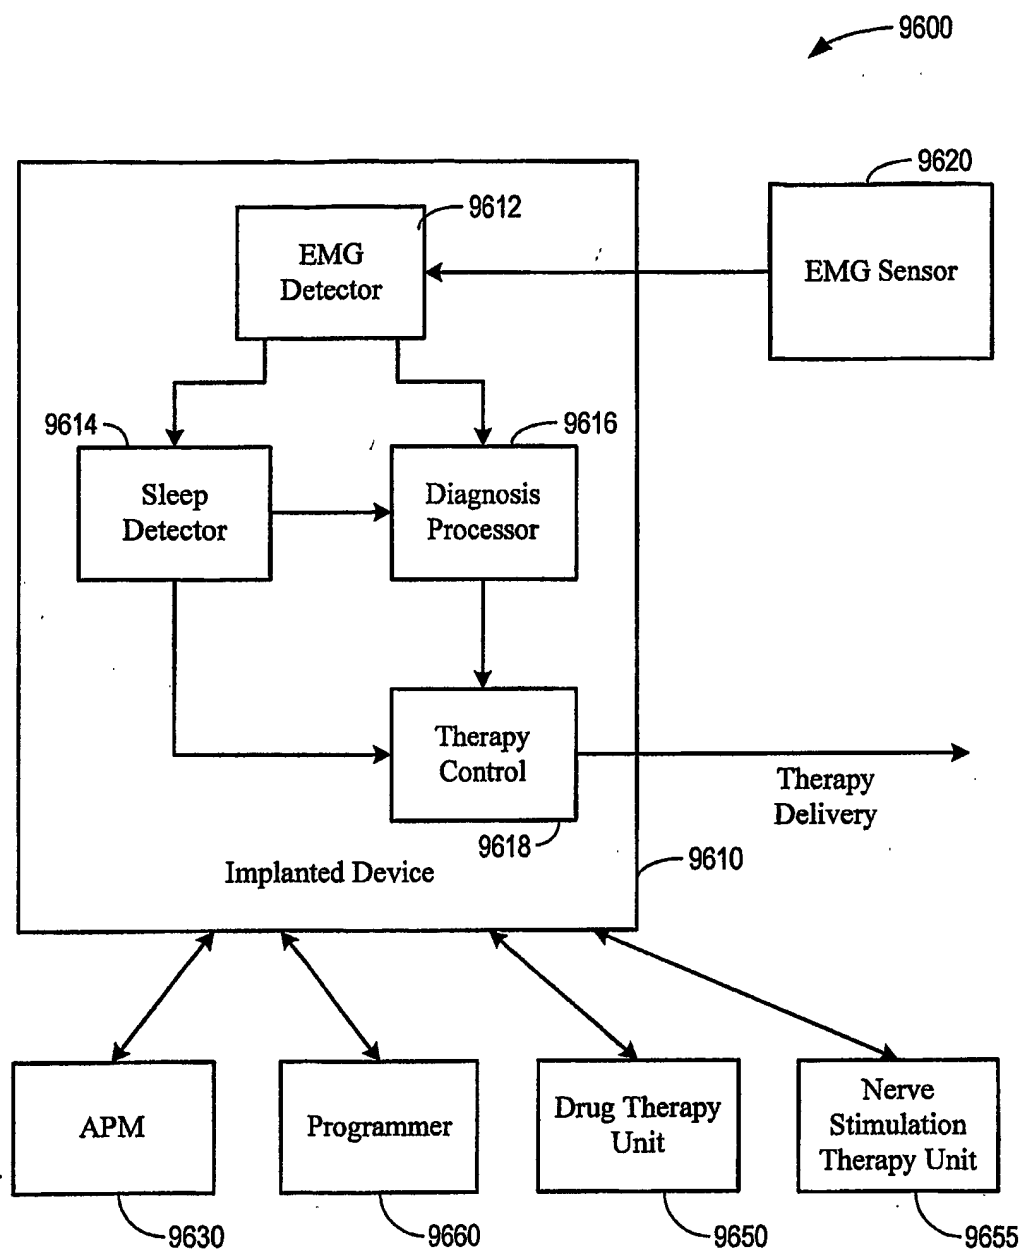 9600
9620
9612
EMG
Detector
EMG Sensor
9614
9616
Sleep
Detector
Diagnosis
Processor
Therapy
Control
Therapy
Delivery
9618
9610
Implanted Device
APM
Programmer
Drug Therapy
Unit
Nerve
Stimulation
Therapy Unit
9630
9660
9650
9655